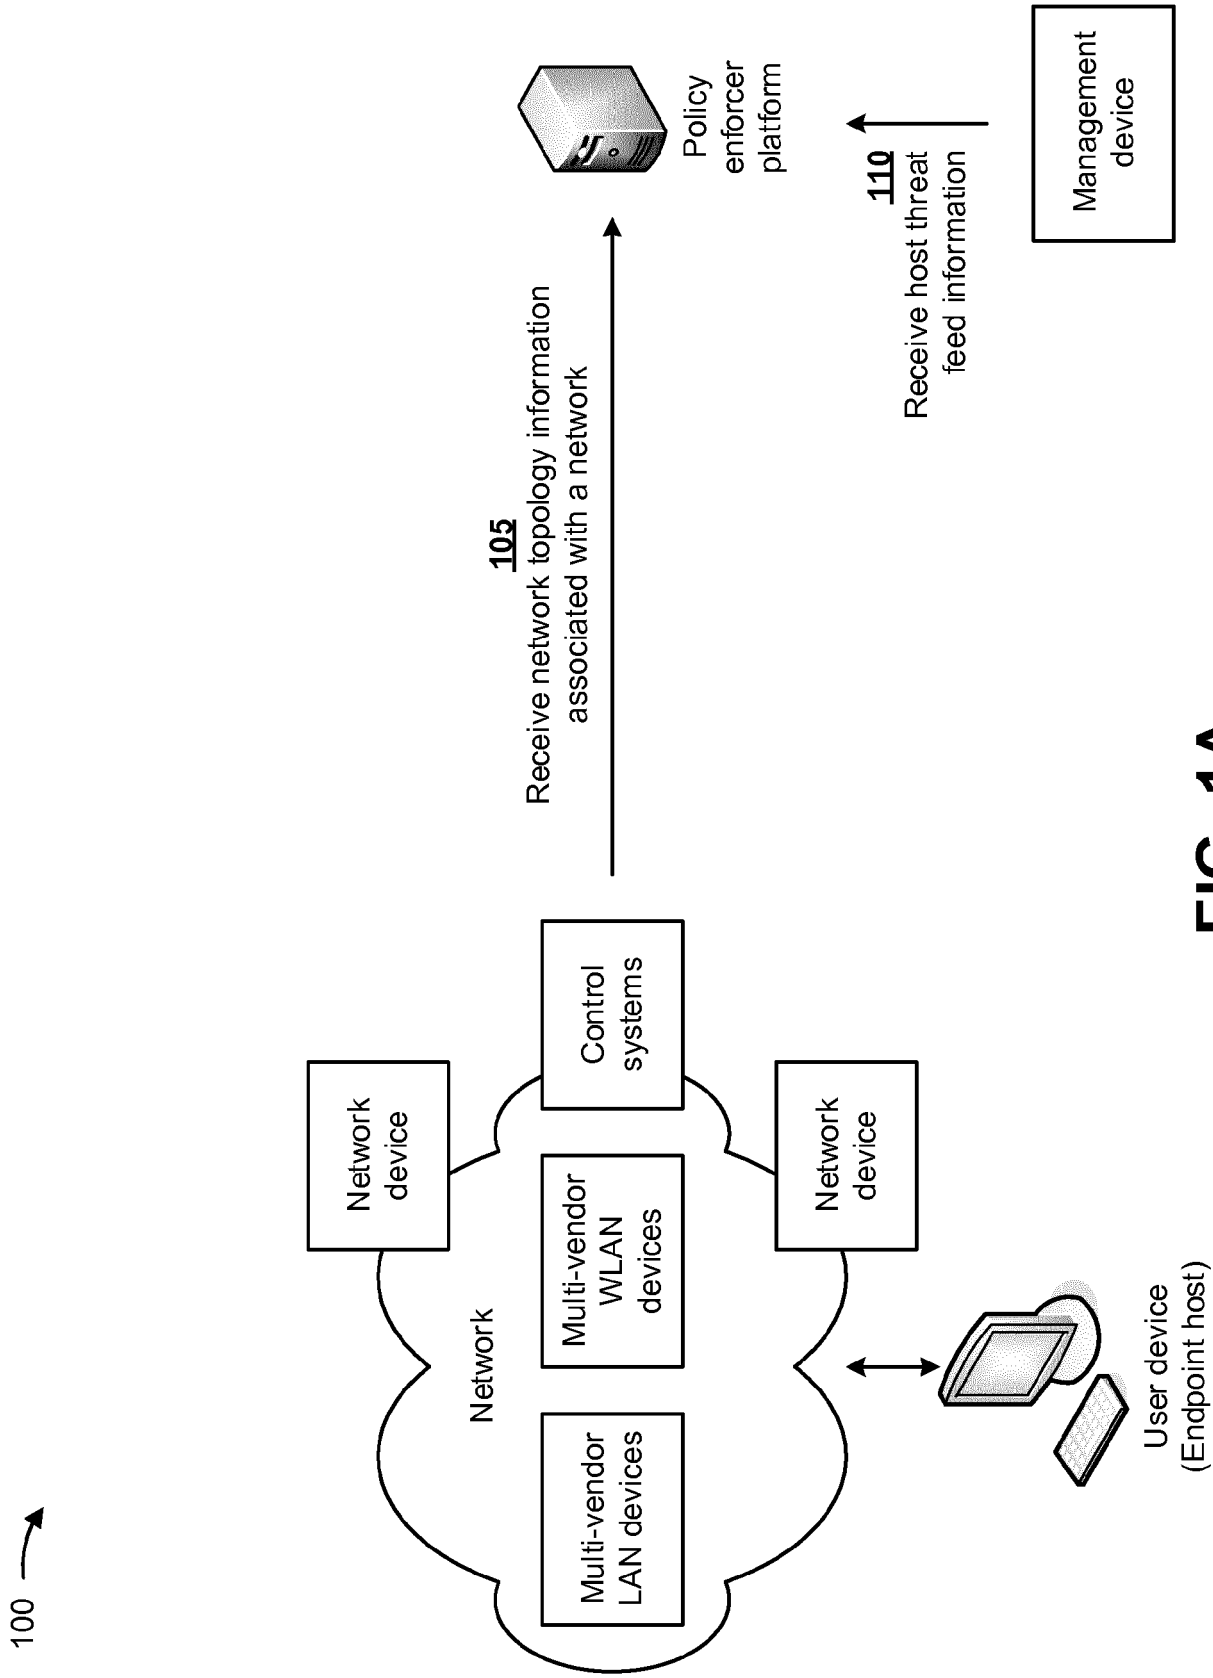 100
Network
device
Network
Multi-vendor
LAN devices
Multi-vendor
WLAN
devices
Control
systems
Network
device
User device
(Endpoint host)
105
Receive network topology information
associated with a network
Policy
enforcer
platform
110
Receive host threat
feed information
Management
device
FIG. 1A